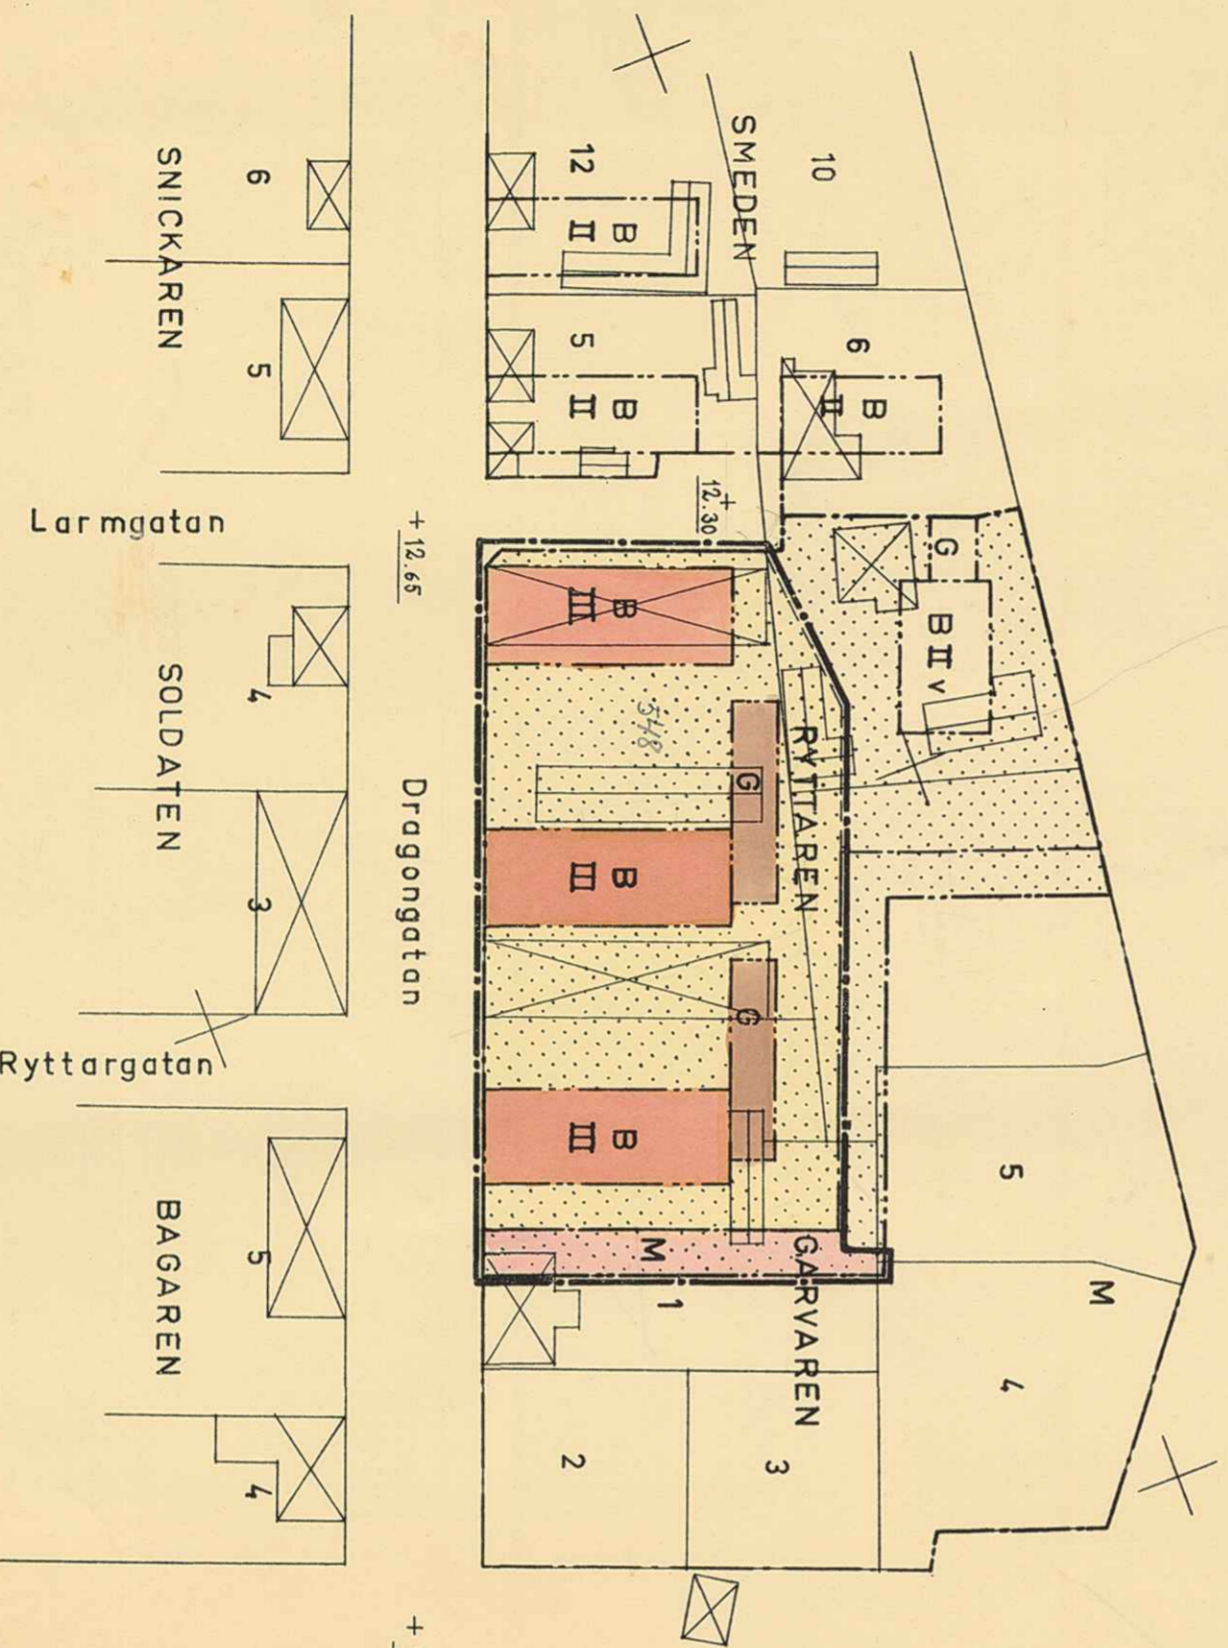 SMEDEN
10
12
B
II
6
SNICKAREN
5
5
B
II
6
B
II
Larmgatan
+ 12.65
+
12.30
G
B II v
B
III
548
SOLDATEN
4
3
Dragongatan
G
RYTTAREN
B
III
G
B
III
Ryttargatan
BAGAREN
5
4
M
GARVAREN
1
2
3
5
M
4
+